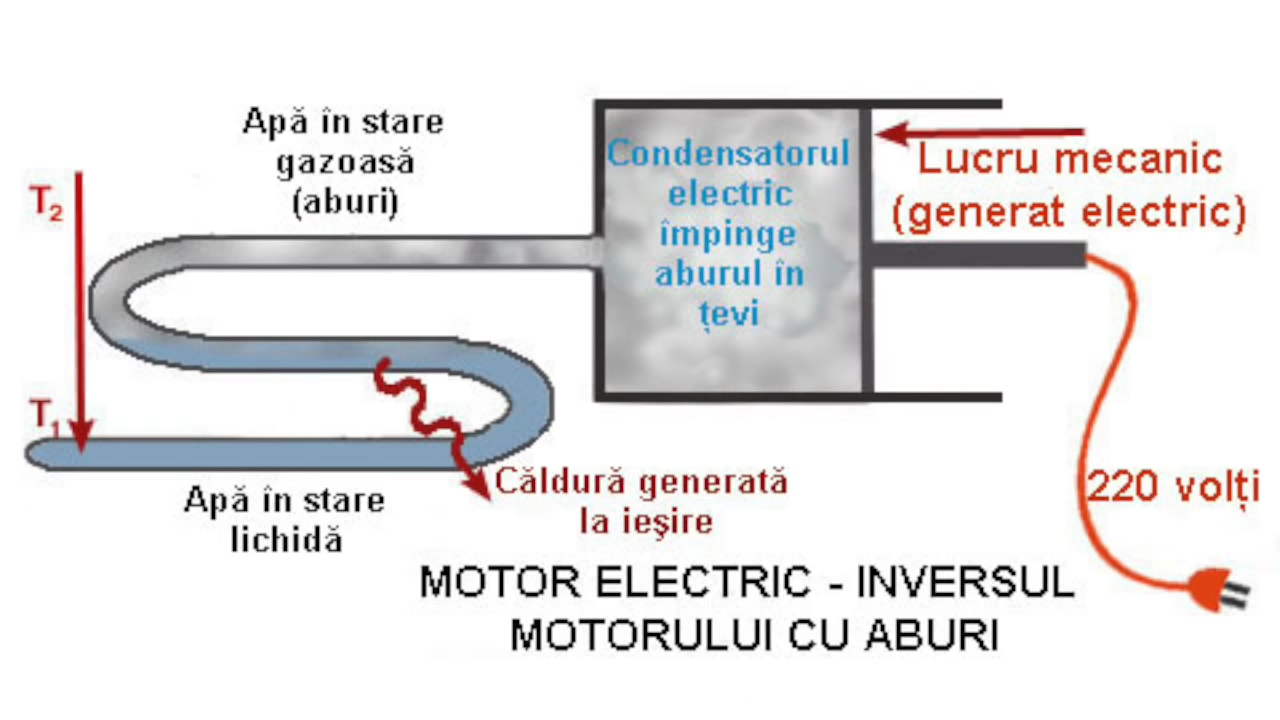 Apă în stare
gazoasă
(aburi)
T2
T1
Condensatorul
electric
împinge
aburul în
țevi
Lucru mecanic
(generat electric)
220 volți
Căldură generată
la ieşire
Apă în stare
lichidă
MOTOR ELECTRIC - INVERSUL
MOTORULUI CU ABURI